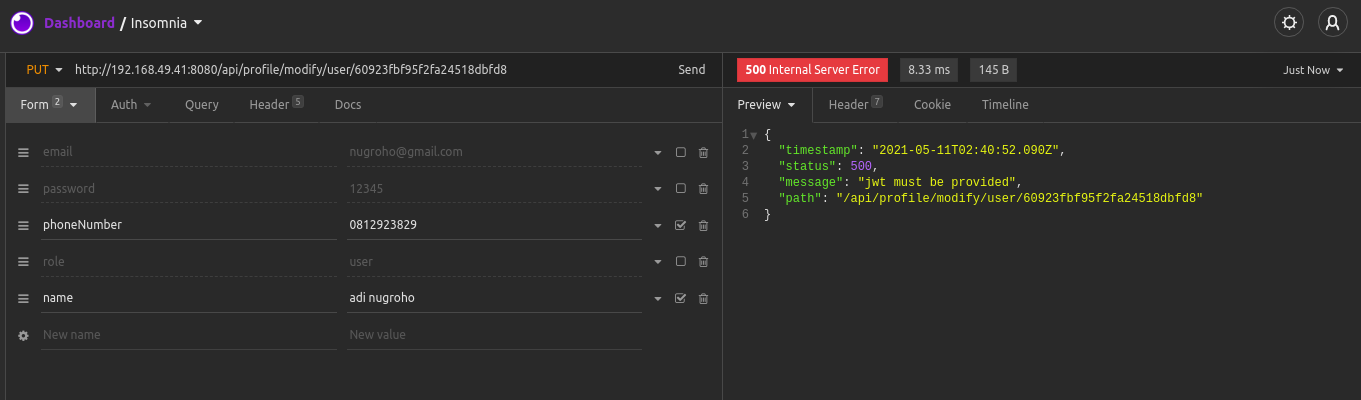 Dashboard / Insomnia
PUT http://192.168.49.41:8080/api/profile/modify/user/60923fbf95f2fa24518dbfd8 Send
500 Internal Server Error 8.33 ms 145 B Just Now
Form 2 Auth Query Header 5 Docs
Preview Header 7 Cookie Timeline
email nugroho@gmail.com
password 12345
phoneNumber 0812923829
role user
name adi nugroho
New name New value
1 {
2 "timestamp": "2021-05-11T02:40:52.090Z",
3 "status": 500,
4 "message": "jwt must be provided",
5 "path": "/api/profile/modify/user/60923fbf95f2fa24518dbfd8"
6 }